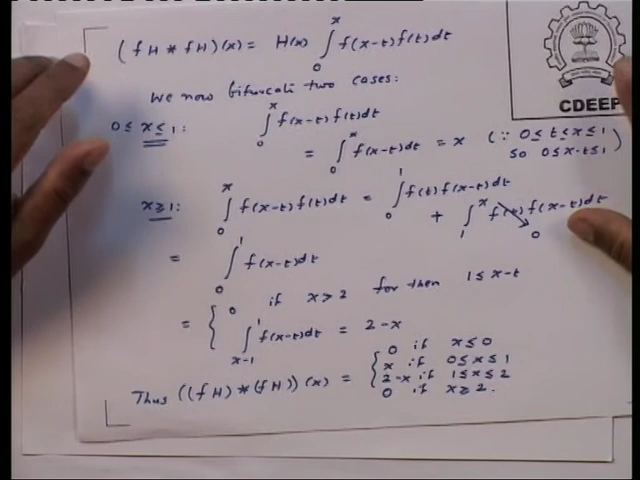 (fH * fH)(x) = H(x) ∫₀ˣ f(x-t)f(t)dt
We now bifurcate two cases:
0 ≤ x ≤ 1: ∫₀ˣ f(x-t)f(t)dt
= ∫₀ˣ f(x-t)dt = x (∵ 0 ≤ t ≤ x ≤ 1
so 0 ≤ x-t ≤ 1)
x ≥ 1: ∫₀ˣ f(x-t)f(t)dt = ∫₀¹ f(t)f(x-t)dt
+ ∫₁ˣ f(t)f(x-t)dt
0
= ∫₀¹ f(x-t)dt
= { 0 if x > 2 for then 1 ≤ x-t
∫ₓ₋₁¹ f(x-t)dt = 2-x
Thus ((fH) * (fH))(x) = { 0 if x ≤ 0
x if 0 ≤ x ≤ 1
2-x if 1 ≤ x ≤ 2
0 if x ≥ 2.
CDEEP